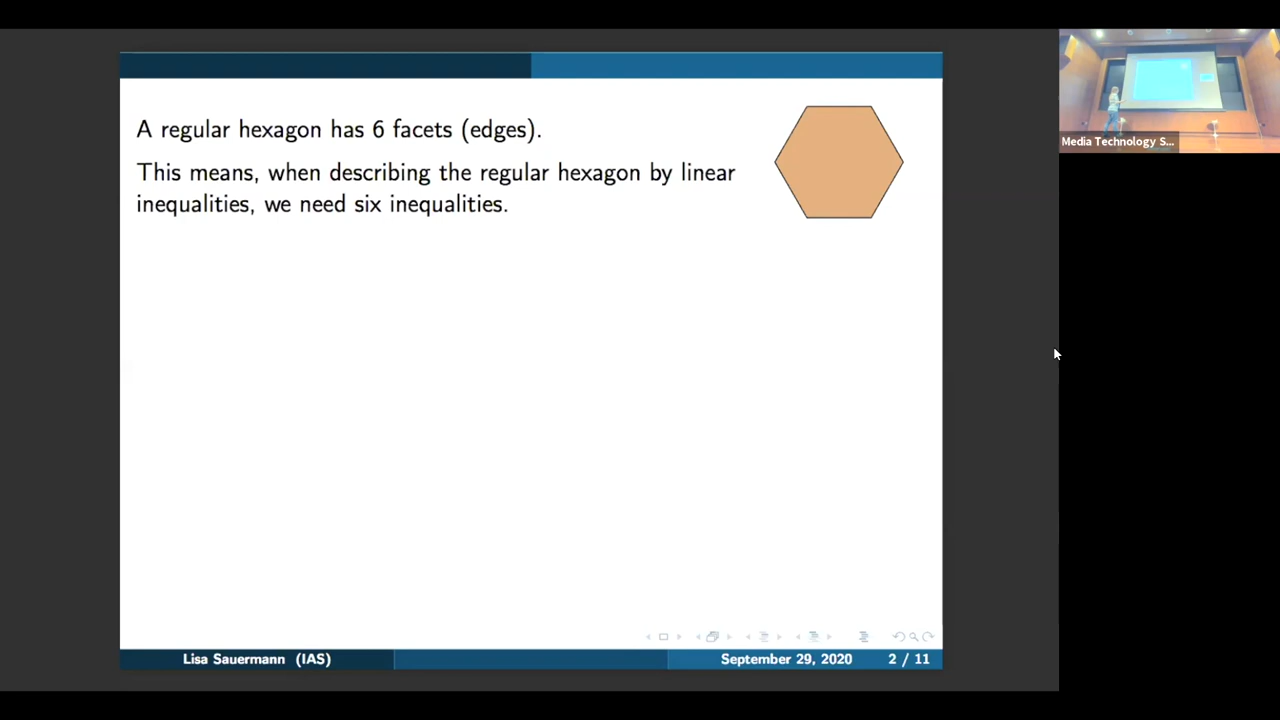 A regular hexagon has 6 facets (edges).
This means, when describing the regular hexagon by linear
inequalities, we need six inequalities.
Media Technology S...
Lisa Sauermann (IAS)
September 29, 2020
2 / 11